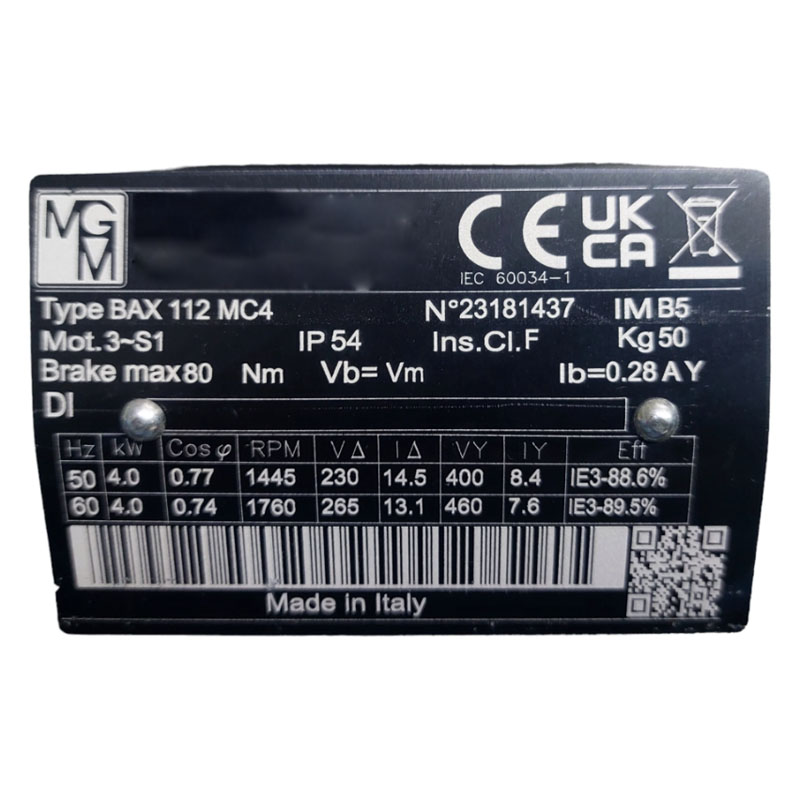 MGM
CE UKCA
IEC 60034-1
Type BAX 112 MC4 N°23181437 IM B5
Mot. 3~S1 IP 54 Ins.Cl.F Kg 50
Brake max 80 Nm Vb= Vm Ib=0.28 A Y
DI
Hz kW Cos φ RPM V Δ I Δ VY IY Eff
50 4.0 0.77 1445 230 14.5 400 8.4 IE3-88.6%
60 4.0 0.74 1760 265 13.1 460 7.6 IE3-89.5%
Made in Italy